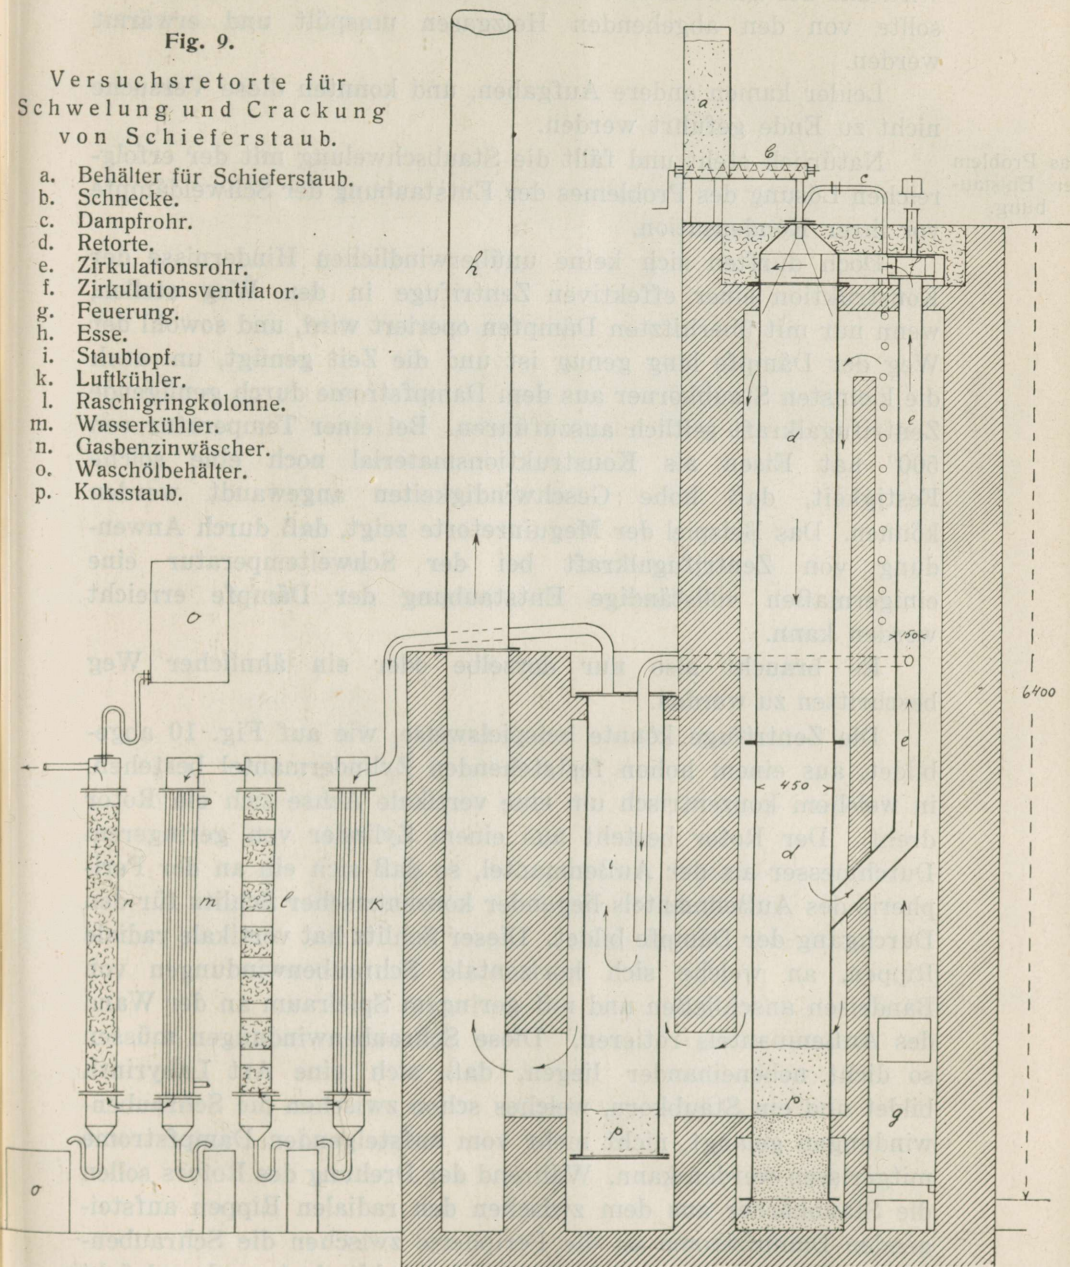 Fig. 9.
Versuchsretorte für
Schwelung und Crackung
von Schieferstaub.
a. Behälter für Schieferstaub.
b. Schnecke.
c. Dampfrohr.
d. Retorte.
e. Zirkulationsrohr.
f. Zirkulationsventilator.
g. Feuerung.
h. Esse.
i. Staubtopf.
k. Luftkühler.
l. Raschigringkolonne.
m. Wasserkühler.
n. Gasbenzinwäscher.
o. Waschölbehälter.
p. Koksstaub.
a
b
c
h
f
d
e
o
150
6400
e
450
d
i
n
m
l
k
p
p
g
o